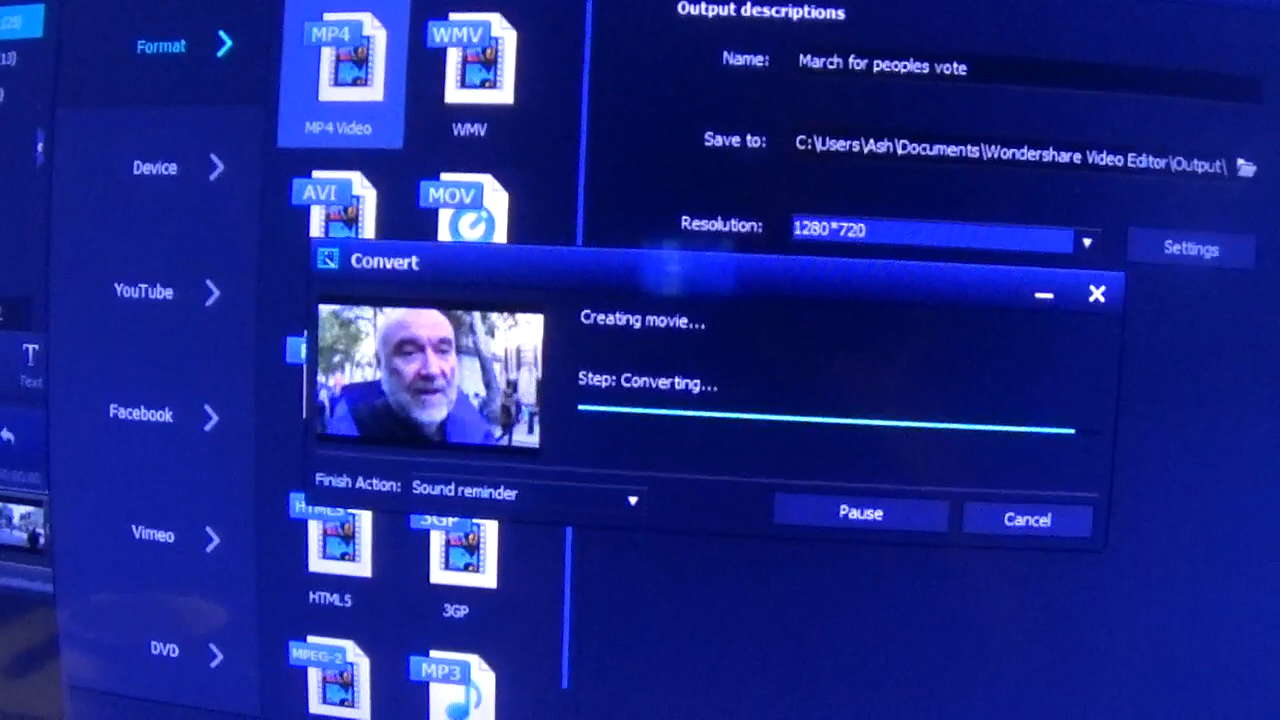 Output descriptions
Format
MP4
WMV
Name:
March for peoples vote
MP4 Video
WMV
Save to:
C:\Users\Ash\Documents\Wondershare Video Editor\Output\
Device
AVI
MOV
Resolution:
1280*720
Settings
Convert
YouTube
Creating movie...
T
Text
Step: Converting...
Facebook
Finish Action:
Sound reminder
Pause
Cancel
HTML5
3GP
Vimeo
HTML5
3GP
DVD
MPEG-2
MP3